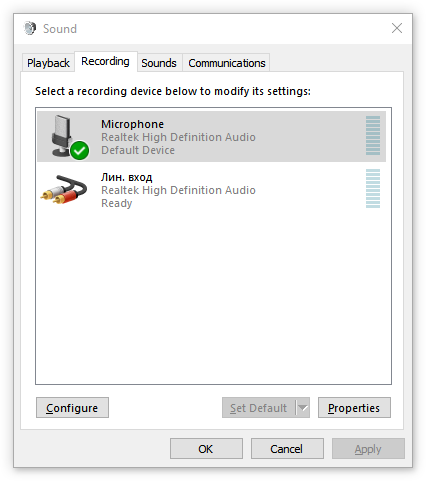 Sound
Playback Recording Sounds Communications
Select a recording device below to modify its settings:
Microphone
Realtek High Definition Audio
Default Device
Лин. вход
Realtek High Definition Audio
Ready
Configure Set Default Properties
OK Cancel Apply